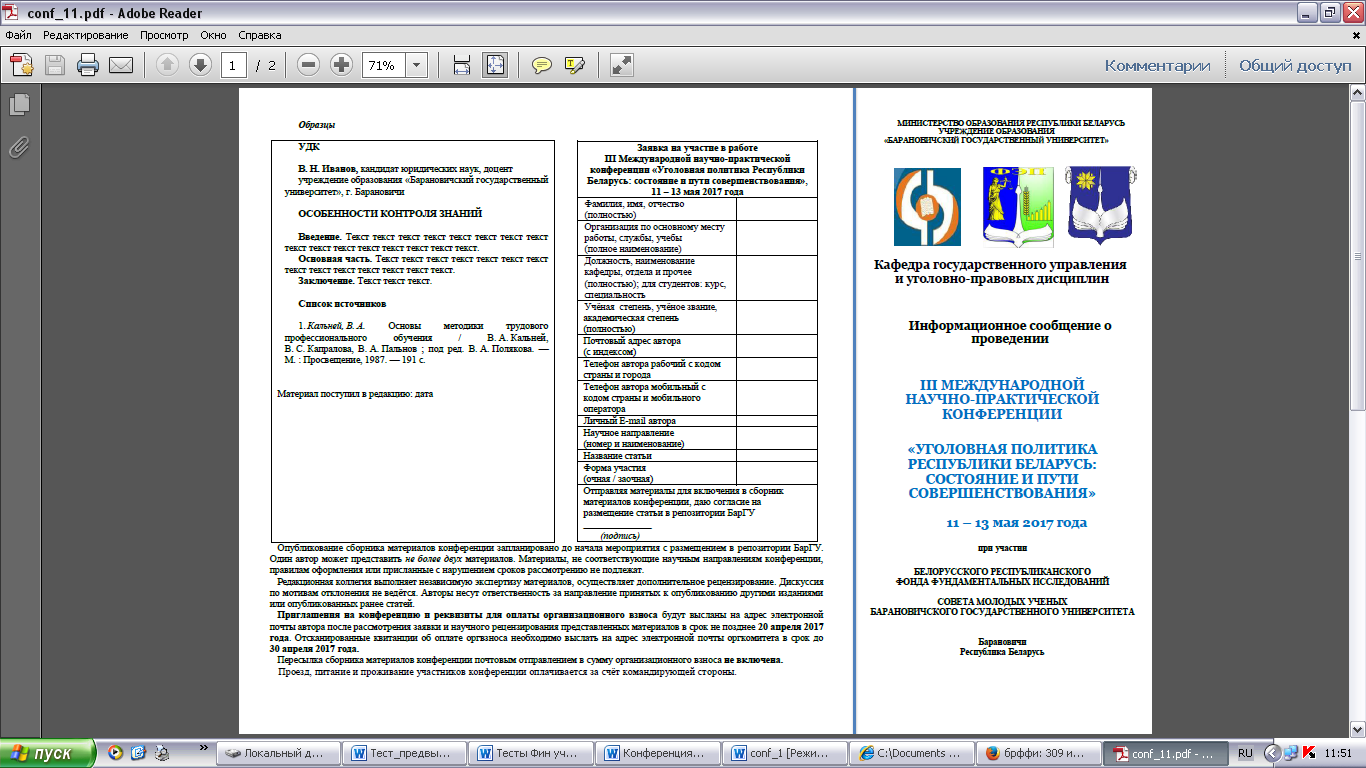 conf_11.pdf - Adobe Reader
Файл Редактирование Просмотр Окно Справка
1 / 2 71% Комментарии Общий доступ
Образцы
УДК
В. Н. Иванов, кандидат юридических наук, доцент
учреждение образования «Барановичский государственный
университет», г. Барановичи
ОСОБЕННОСТИ КОНТРОЛЯ ЗНАНИЙ
Введение. Текст текст текст текст текст текст текст текст
текст текст текст текст текст текст текст текст.
Основная часть. Текст текст текст текст текст текст текст
текст текст текст текст текст текст текст.
Заключение. Текст текст текст.
Список источников
1. Кальней, В. А. Основы методики трудового
профессионального обучения / В. А. Кальней,
В. С. Капралова, В. А. Пальнов ; под ред. В. А. Полякова. —
М. : Просвещение, 1987. — 191 с.
Материал поступил в редакцию: дата
Заявка на участие в работе
III Международной научно-практической
конференции «Уголовная политика Республики
Беларусь: состояние и пути совершенствования»,
11 – 13 мая 2017 года
Фамилия, имя, отчество
(полностью)
Организация по основному месту
работы, службы, учебы
(полное наименование)
Должность, наименование
кафедры, отдела и прочее
(полностью); для студентов: курс,
специальность
Учёная степень, учёное звание,
академическая степень
(полностью)
Почтовый адрес автора
(с индексом)
Телефон автора рабочий с кодом
страны и города
Телефон автора мобильный с
кодом страны и мобильного
оператора
Личный E-mail автора
Научное направление
(номер и наименование)
Название статьи
Форма участия
(очная / заочная)
Отправляя материалы для включения в сборник
материалов конференции, даю согласие на
размещение статьи в репозитории БарГУ
______________
(подпись)
Опубликование сборника материалов конференции запланировано до начала мероприятия с размещением в репозитории БарГУ.
Один автор может представить не более двух материалов. Материалы, не соответствующие научным направлениям конференции,
правилам оформления или присланные с нарушением сроков рассмотрению не подлежат.
Редакционная коллегия выполняет независимую экспертизу материалов, осуществляет дополнительное рецензирование. Дискуссия
по мотивам отклонения не ведётся. Авторы несут ответственность за направление принятых к опубликованию другими изданиями
или опубликованных ранее статей.
Приглашения на конференцию и реквизиты для оплаты организационного взноса будут высланы на адрес электронной
почты автора после рассмотрения заявки и научного рецензирования представленных материалов в срок не позднее 20 апреля 2017
года. Отсканированные квитанции об оплате оргвзноса необходимо выслать на адрес электронной почты оргкомитета в срок до
30 апреля 2017 года.
Пересылка сборника материалов конференции почтовым отправлением в сумму организационного взноса не включена.
Проезд, питание и проживание участников конференции оплачивается за счёт командирующей стороны.
МИНИСТЕРСТВО ОБРАЗОВАНИЯ РЕСПУБЛИКИ БЕЛАРУСЬ
УЧРЕЖДЕНИЕ ОБРАЗОВАНИЯ
«БАРАНОВИЧСКИЙ ГОСУДАРСТВЕННЫЙ УНИВЕРСИТЕТ»
ФЭП
Кафедра государственного управления
и уголовно-правовых дисциплин
Информационное сообщение о
проведении
III МЕЖДУНАРОДНОЙ
НАУЧНО-ПРАКТИЧЕСКОЙ
КОНФЕРЕНЦИИ
«УГОЛОВНАЯ ПОЛИТИКА
РЕСПУБЛИКИ БЕЛАРУСЬ:
СОСТОЯНИЕ И ПУТИ
СОВЕРШЕНСТВОВАНИЯ»
11 – 13 мая 2017 года
при участии
БЕЛОРУССКОГО РЕСПУБЛИКАНСКОГО
ФОНДА ФУНДАМЕНТАЛЬНЫХ ИССЛЕДОВАНИЙ
СОВЕТА МОЛОДЫХ УЧЕНЫХ
БАРАНОВИЧСКОГО ГОСУДАРСТВЕННОГО УНИВЕРСИТЕТА
Барановичи
Республика Беларусь
пуск » Локальный д... Тест_предвы... Тесты Фин уч... Конференция... conf_1 [Режи... C:\Documents ... брффи: 309 и... conf_11.pdf - ... RU 11:51